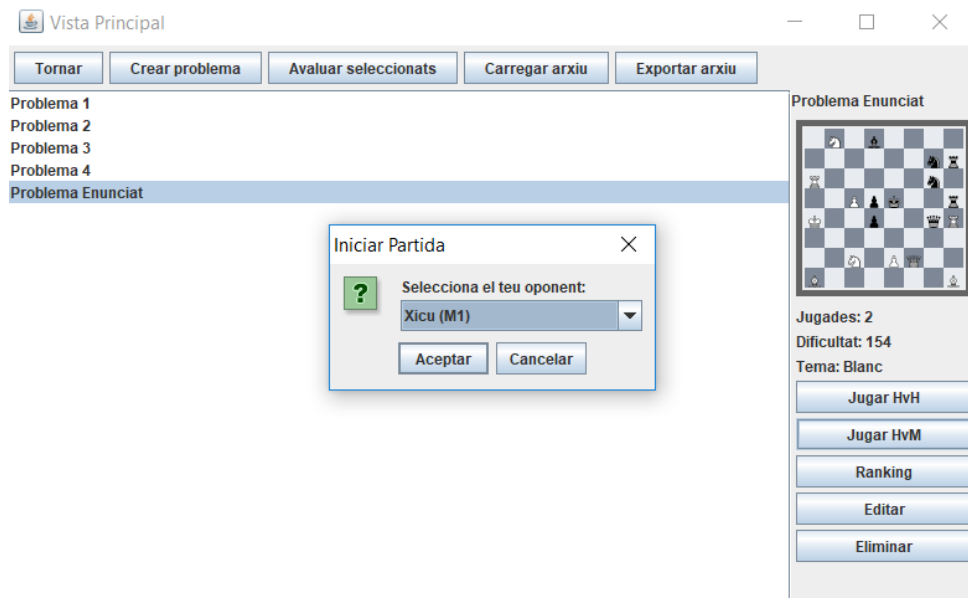 Vista Principal
Tornar Crear problema Avaluar seleccionats Carregar arxiu Exportar arxiu
Problema 1
Problema 2
Problema 3
Problema 4
Problema Enunciat
Iniciar Partida
?
Selecciona el teu oponent:
Xicu (M1)
Aceptar Cancelar
Problema Enunciat
Jugades: 2
Dificultat: 154
Tema: Blanc
Jugar HvH
Jugar HvM
Ranking
Editar
Eliminar